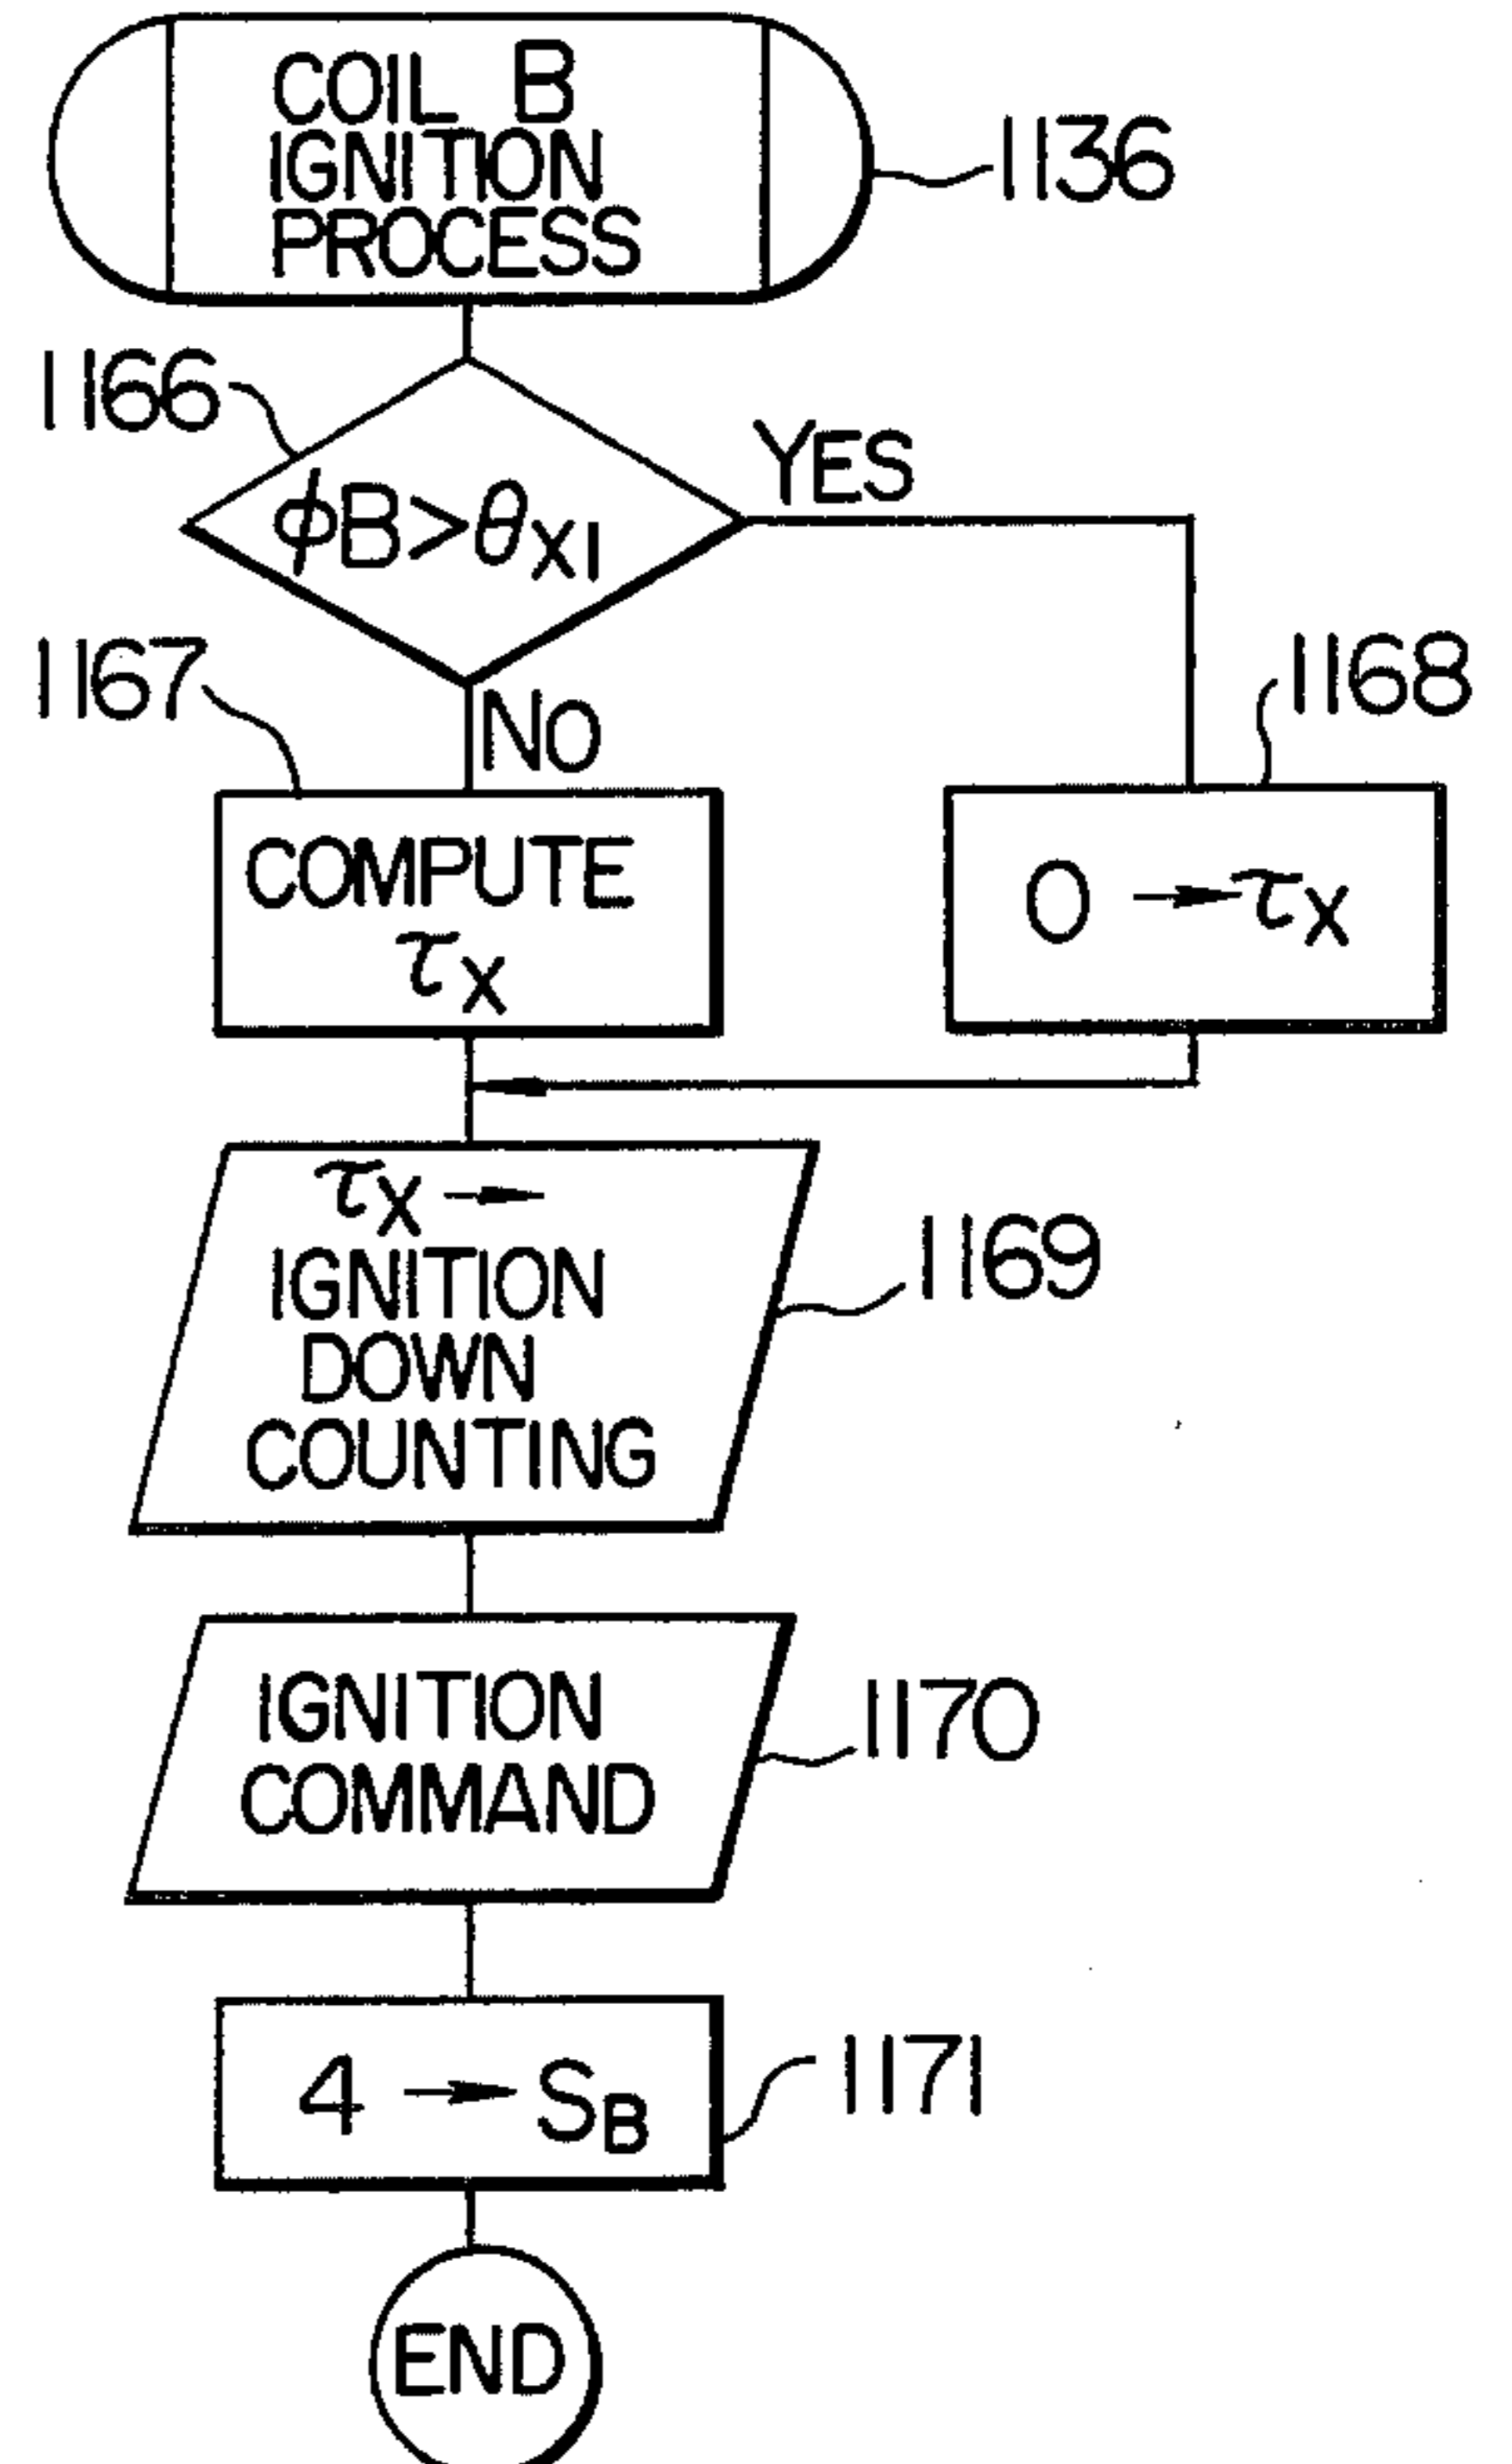 COIL B
IGNITION
PROCESS
1136
1166
ϕB>θX1
YES
1167
NO
1168
COMPUTE
τX
0 → τX
τX →
IGNITION
DOWN
COUNTING
1169
IGNITION
COMMAND
1170
4 → SB
1171
END